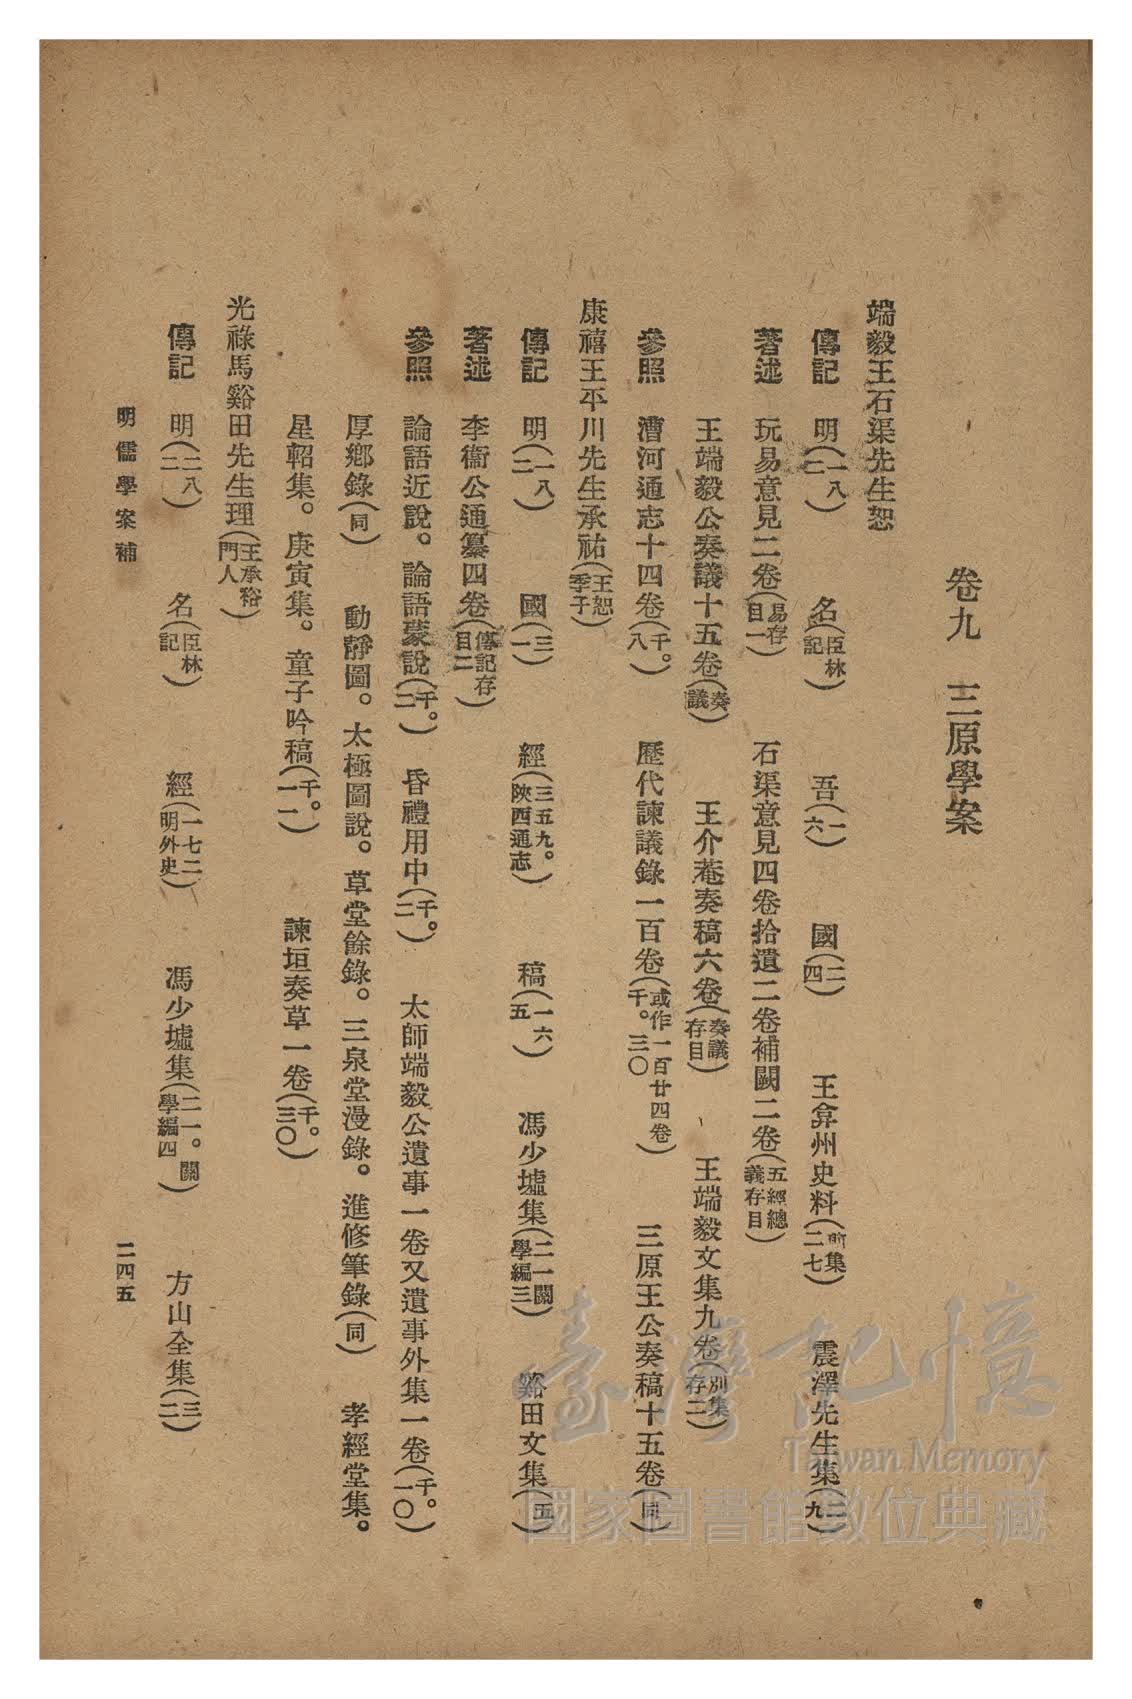 卷九　三原學案
端毅王石渠先生恕
傳記　明(一八二)　名(臣林記)　吾(一六)　國(二四)　王弇州史料(前集二七)　震澤先生集(二九)
著述　玩易意見二卷(易存目一)　石渠意見四卷拾遺二卷補闕二卷(五經總義存目)
王端毅公奏議十五卷(奏議)　王介菴奏稿六卷(奏議存目)　王端毅文集九卷(別集存二)
參照　漕河通志十四卷(千。八)　歷代諫議錄一百卷(或作一百廿四卷千。三〇)　三原王公奏稿十五卷(同)
康禧王平川先生承祐(王恕季子)
傳記　明(一八二)　國(三一)　經(三五九。陝西通志)　稿(一六五)　馮少墟集(二一關學編三)　谿田文集(五)
著述　李衞公通纂四卷(傳記存目二)
參照　論語近說。論語蒙說(千。二)　昏禮用中(千。二)　太師端毅公遺事一卷又遺事外集一卷(千。一〇)
厚鄉錄(同)　動靜圖。太極圖說。草堂餘錄。三泉堂漫錄。進修筆錄(同)　孝經堂集。
星軺集。庚寅集。童子吟稿(千。一一)　諫垣奏草一卷(千。三〇)
光祿馬谿田先生理(王承裕門人)
傳記　明(二八二)　名(臣林記)　經(一七二明外史)　馮少墟集(二一。關學編四)　方山全集(三二)
明儒學案補
二四五
臺灣記憶
Taiwan Memory
國家圖書館數位典藏